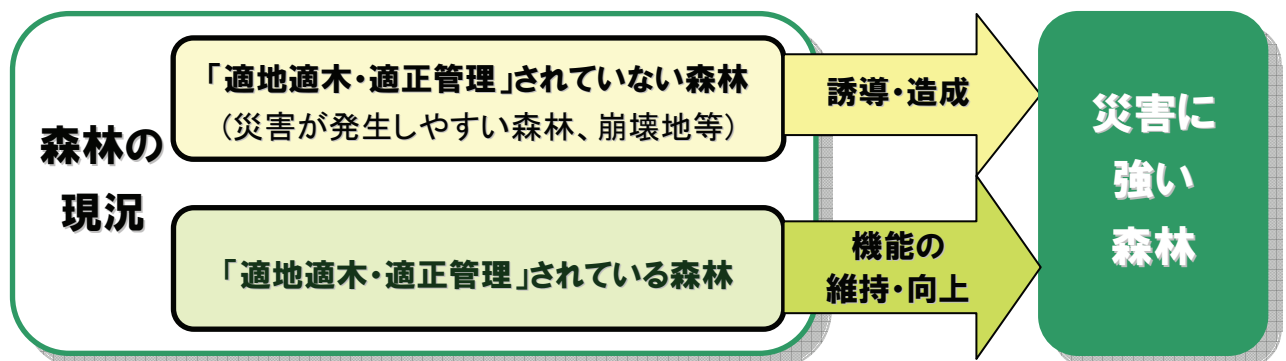 森林の
現況
「適地適木・適正管理」されていない森林
(災害が発生しやすい森林、崩壊地等)
誘導・造成
「適地適木・適正管理」されている森林
機能の
維持・向上
災害に
強い
森林